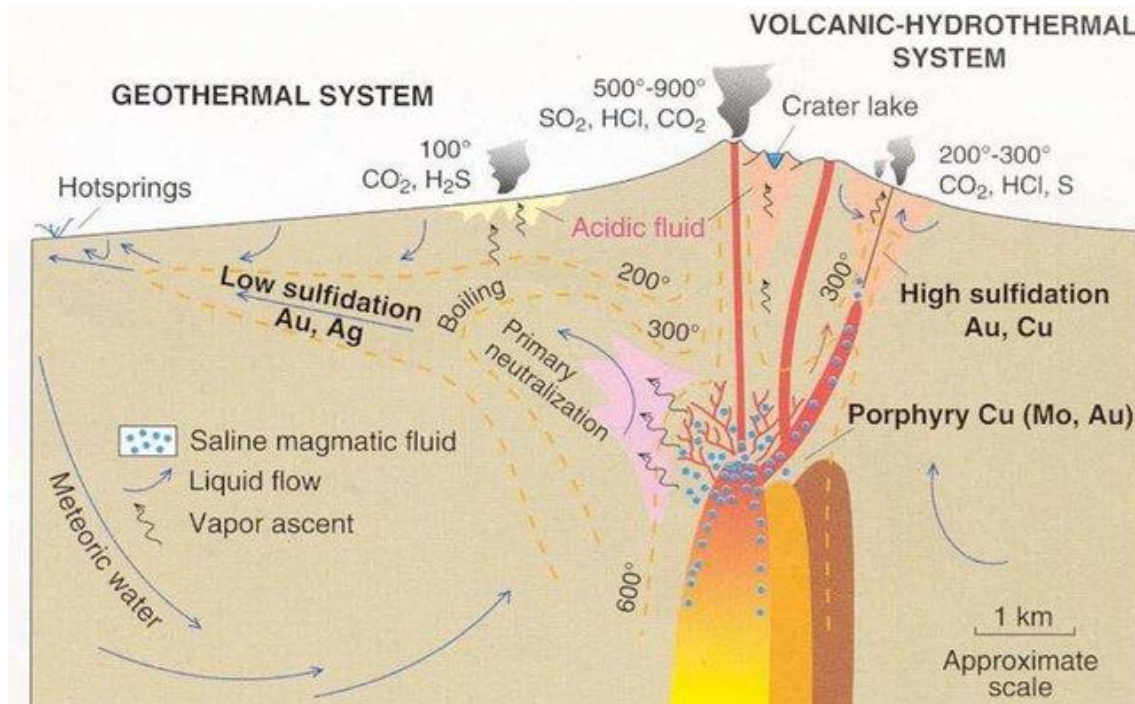 VOLCANIC-HYDROTHERMAL
SYSTEM
GEOTHERMAL SYSTEM
500°-900°
SO₂, HCl, CO₂
Crater lake
100°
CO₂, H₂S
200°-300°
CO₂, HCl, S
Hotsprings
Acidic fluid
Low sulfidation
Au, Ag
Boiling
200°
300°
300°
High sulfidation
Au, Cu
Primary
neutralization
Porphyry Cu (Mo, Au)
Saline magmatic fluid
Liquid flow
Vapor ascent
Meteoric water
600°
1 km
Approximate
scale